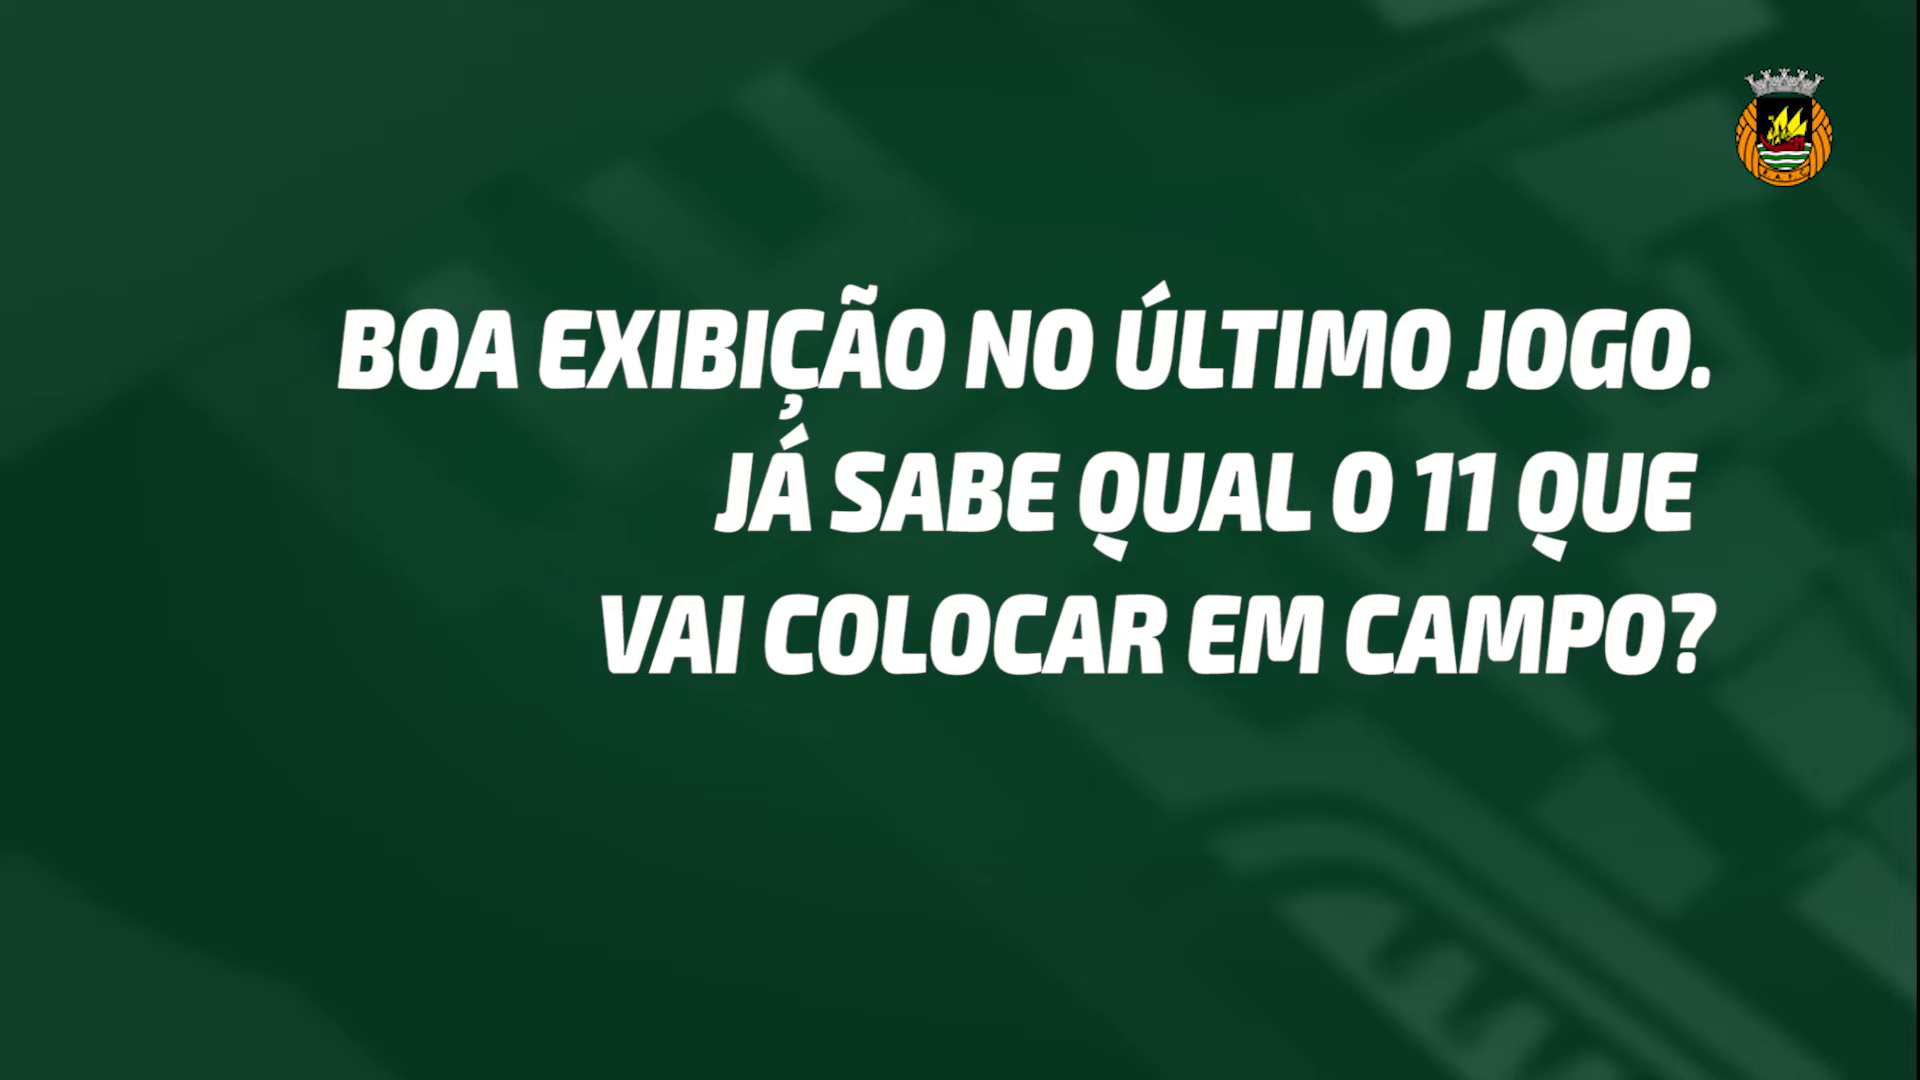 BOA EXIBIÇÃO NO ÚLTIMO JOGO.
JÁ SABE QUAL O 11 QUE
VAI COLOCAR EM CAMPO?